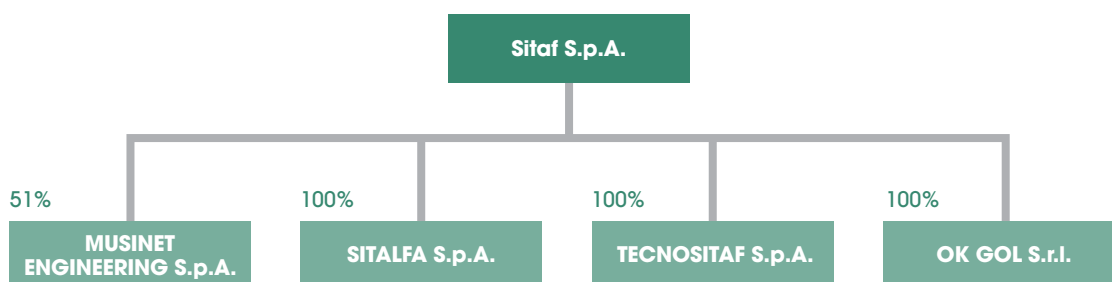 Sitaf S.p.A.
51%
100%
100%
100%
MUSINET
ENGINEERING S.p.A.
SITALFA S.p.A.
TECNOSITAF S.p.A.
OK GOL S.r.l.